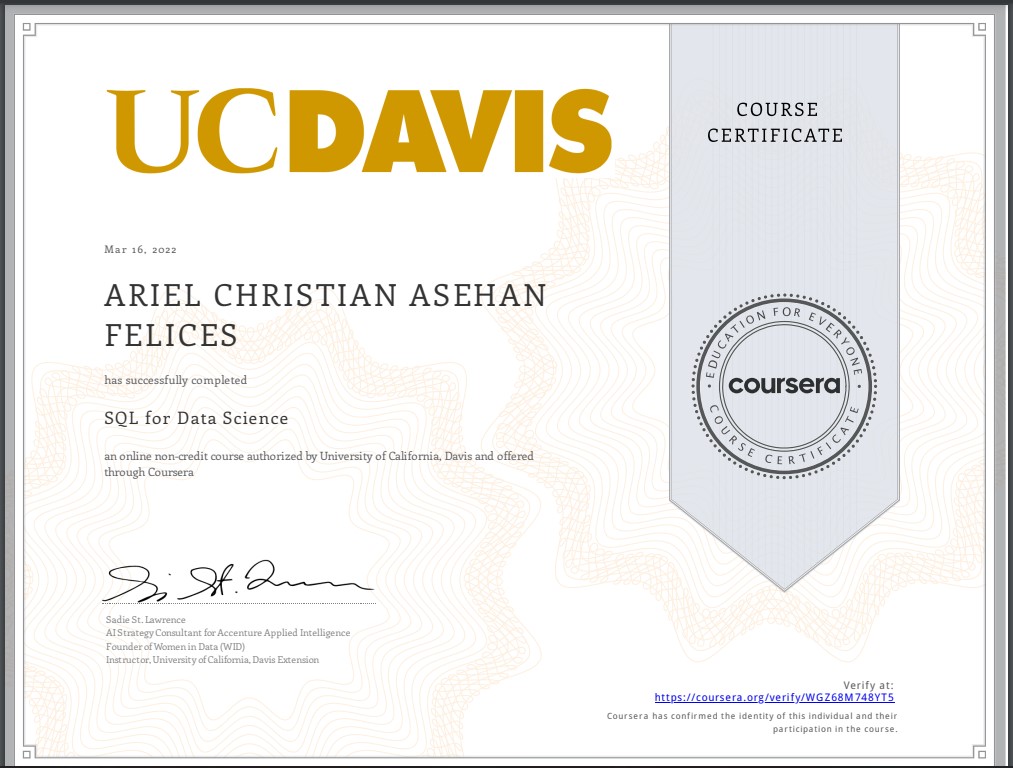 UCDAVIS
COURSE
CERTIFICATE
Mar 16, 2022
ARIEL CHRISTIAN ASEHAN
FELICES
has successfully completed
SQL for Data Science
an online non-credit course authorized by University of California, Davis and offered
through Coursera
EDUCATION FOR EVERYONE
coursera
COURSE CERTIFICATE
Sadie St. Lawrence
AI Strategy Consultant for Accenture Applied Intelligence
Founder of Women in Data (WID)
Instructor, University of California, Davis Extension
Verify at:
https://coursera.org/verify/WGZ68M748YT5
Coursera has confirmed the identity of this individual and their
participation in the course.